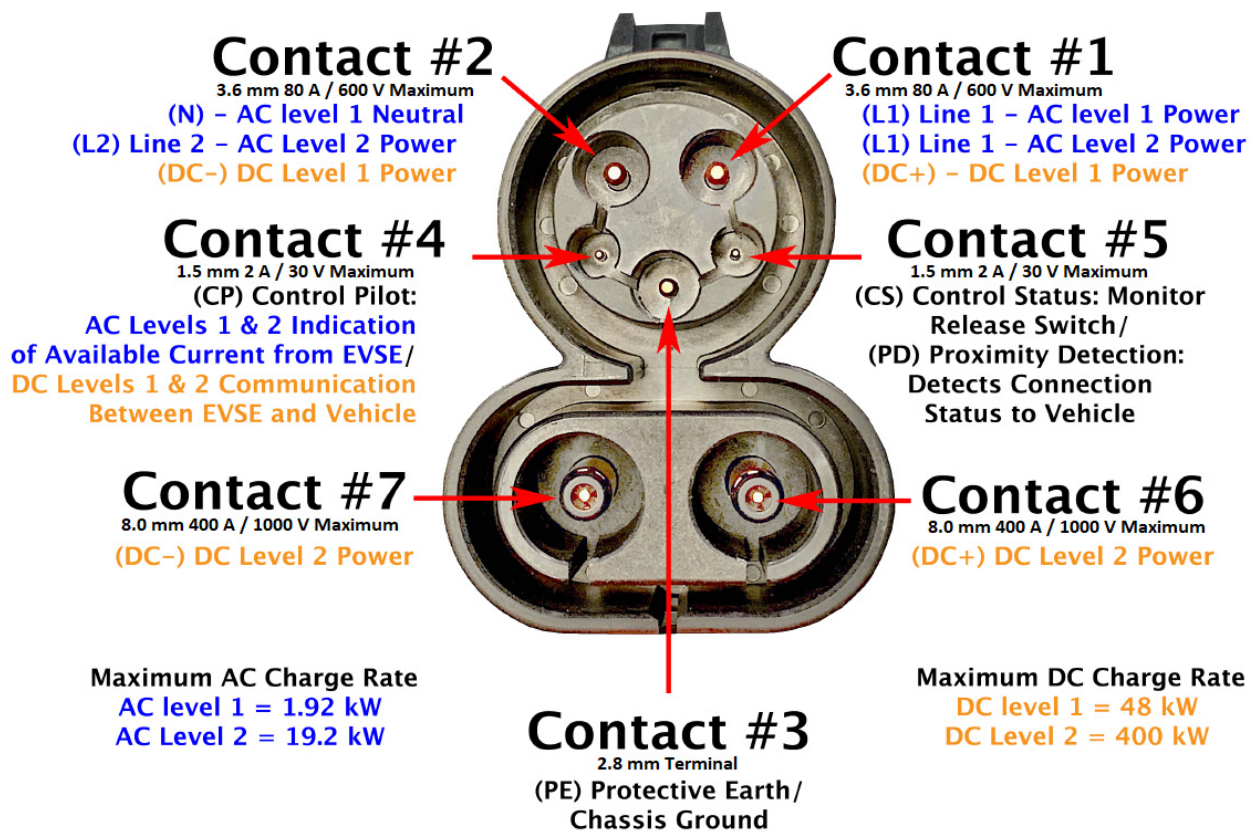 Contact #2
3.6 mm 80 A / 600 V Maximum
(N) – AC level 1 Neutral
(L2) Line 2 – AC Level 2 Power
(DC-) DC Level 1 Power
Contact #1
3.6 mm 80 A / 600 V Maximum
(L1) Line 1 – AC level 1 Power
(L1) Line 1 – AC Level 2 Power
(DC+) – DC Level 1 Power
Contact #4
1.5 mm 2 A / 30 V Maximum
(CP) Control Pilot:
AC Levels 1 & 2 Indication
of Available Current from EVSE/
DC Levels 1 & 2 Communication
Between EVSE and Vehicle
Contact #5
1.5 mm 2 A / 30 V Maximum
(CS) Control Status: Monitor
Release Switch/
(PD) Proximity Detection:
Detects Connection
Status to Vehicle
Contact #7
8.0 mm 400 A / 1000 V Maximum
(DC-) DC Level 2 Power
Contact #6
8.0 mm 400 A / 1000 V Maximum
(DC+) DC Level 2 Power
Maximum AC Charge Rate
AC level 1 = 1.92 kW
AC Level 2 = 19.2 kW
Contact #3
2.8 mm Terminal
(PE) Protective Earth/
Chassis Ground
Maximum DC Charge Rate
DC level 1 = 48 kW
DC Level 2 = 400 kW